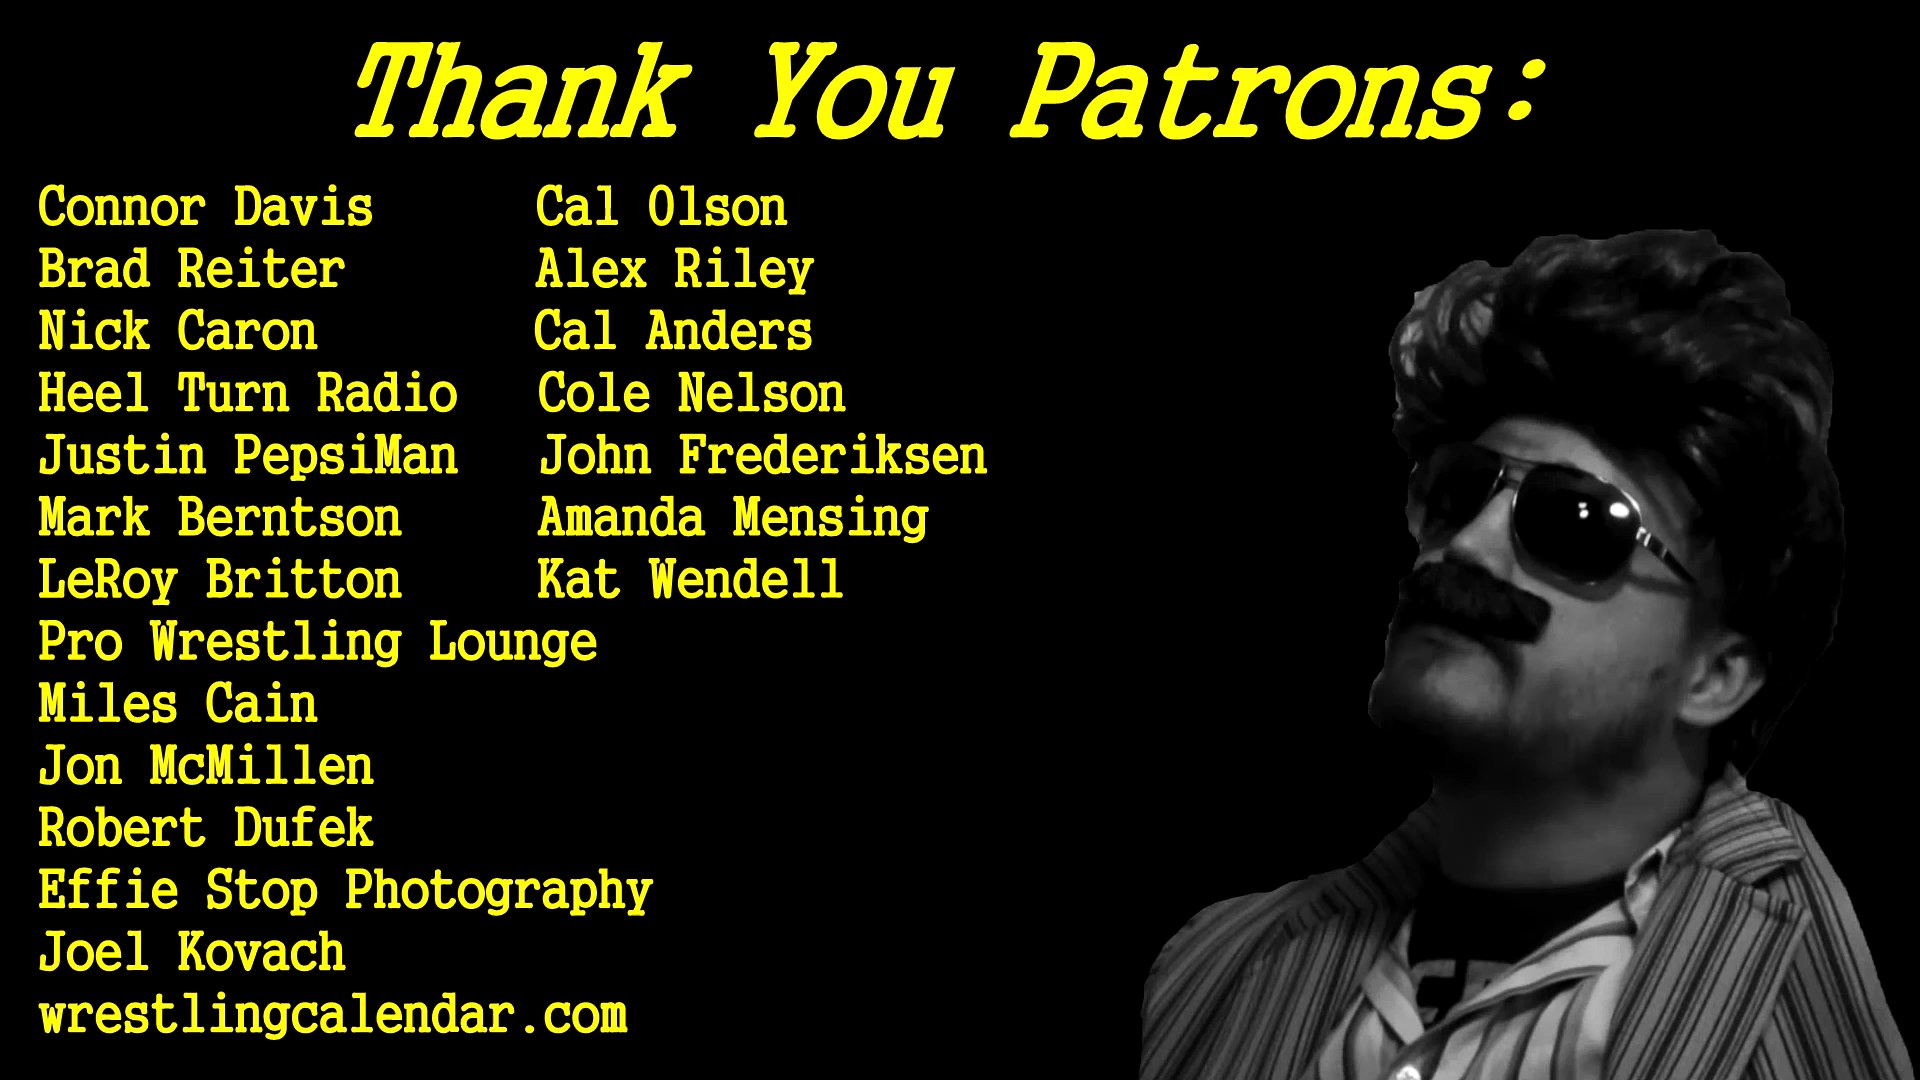 Thank You Patrons:
Connor Davis
Brad Reiter
Nick Caron
Heel Turn Radio
Justin PepsiMan
Mark Berntson
LeRoy Britton
Pro Wrestling Lounge
Miles Cain
Jon McMillen
Robert Dufek
Effie Stop Photography
Joel Kovach
wrestlingcalendar.com
Cal Olson
Alex Riley
Cal Anders
Cole Nelson
John Frederiksen
Amanda Mensing
Kat Wendell